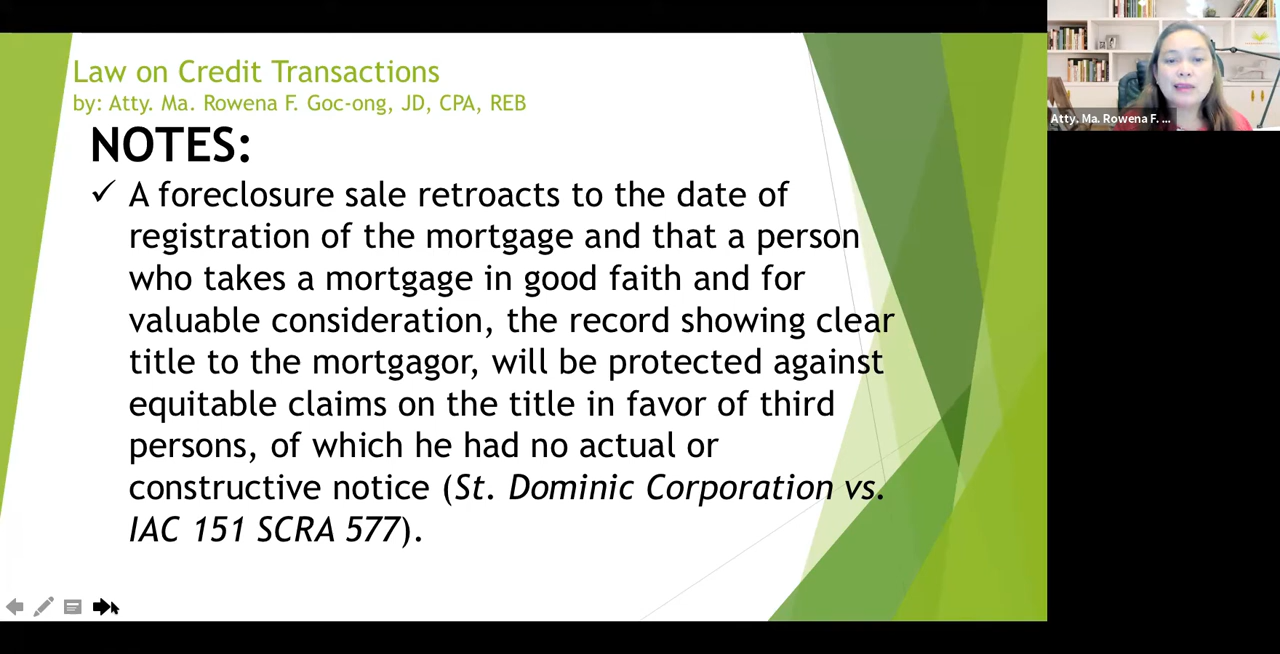 Law on Credit Transactions
by: Atty. Ma. Rowena F. Goc-ong, JD, CPA, REB
NOTES:
✓ A foreclosure sale retroacts to the date of
registration of the mortgage and that a person
who takes a mortgage in good faith and for
valuable consideration, the record showing clear
title to the mortgagor, will be protected against
equitable claims on the title in favor of third
persons, of which he had no actual or
constructive notice (St. Dominic Corporation vs.
IAC 151 SCRA 577).
Atty. Ma. Rowena F. ...